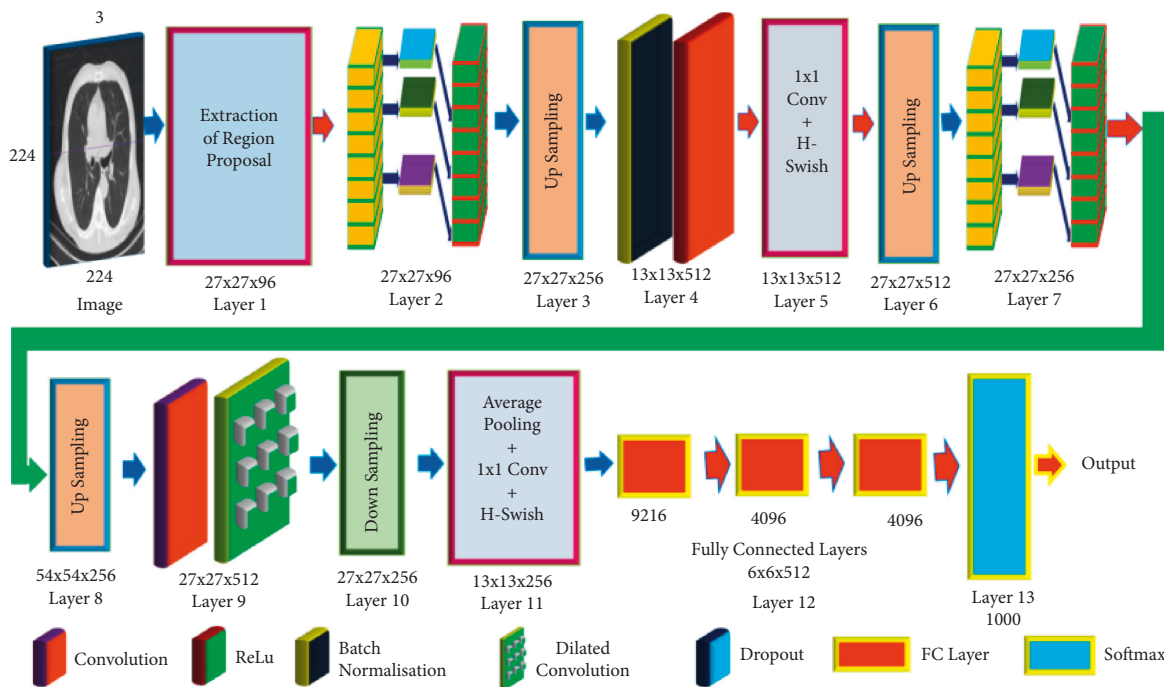 3
224
224
Image
Extraction
of Region
Proposal
27x27x96
Layer 1
27x27x96
Layer 2
Up Sampling
27x27x256
Layer 3
13x13x512
Layer 4
1x1
Conv
+
H-
Swish
13x13x512
Layer 5
Up Sampling
27x27x512
Layer 6
27x27x256
Layer 7
Up Sampling
54x54x256
Layer 8
27x27x512
Layer 9
Down Sampling
27x27x256
Layer 10
Average
Pooling
+
1x1 Conv
+
H-Swish
13x13x256
Layer 11
9216
4096
4096
Fully Connected Layers
6x6x512
Layer 12
Layer 13
1000
Output
Convolution
ReLu
Batch
Normalisation
Dilated
Convolution
Dropout
FC Layer
Softmax